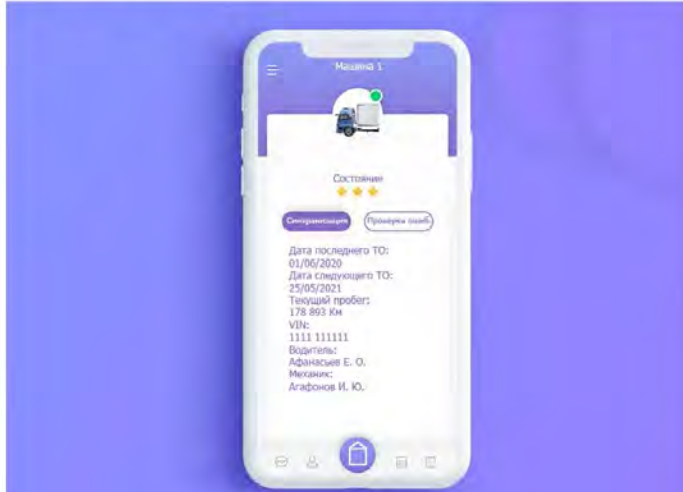 Машина 1
Состояние
Синхронизация
Проверка ошиб.
Дата последнего ТО:
01/06/2020
Дата следующего ТО:
25/05/2021
Текущий пробег:
178 893 Км
VIN:
1111 111111
Водитель:
Афанасьев Е. О.
Механик:
Агафонов И. Ю.